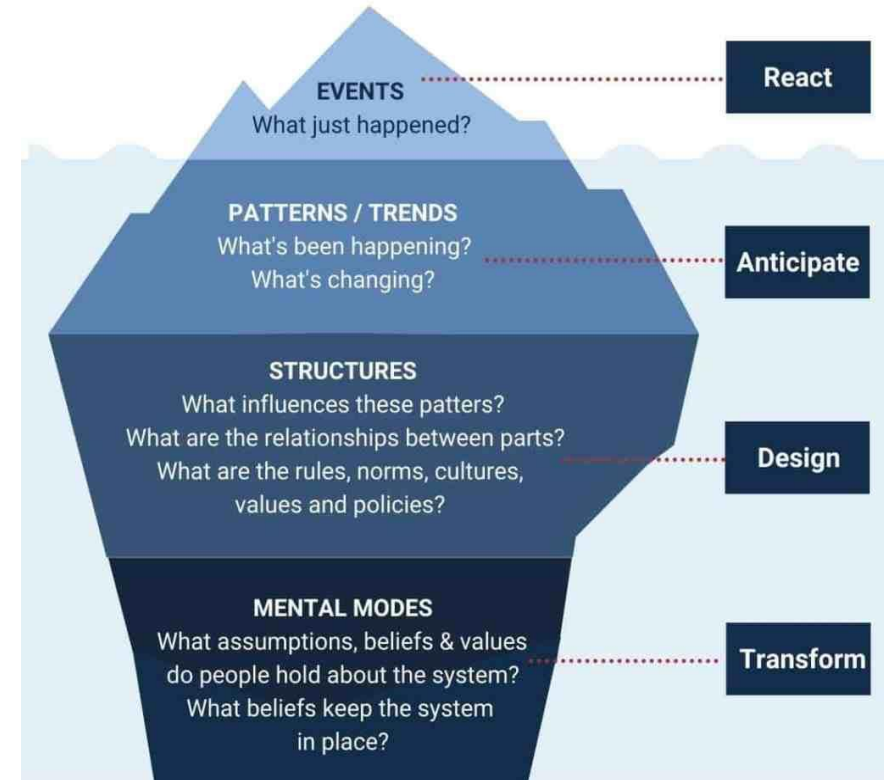 EVENTS
What just happened?
React
PATTERNS / TRENDS
What's been happening?
What's changing?
Anticipate
STRUCTURES
What influences these patters?
What are the relationships between parts?
What are the rules, norms, cultures,
values and policies?
Design
MENTAL MODES
What assumptions, beliefs & values
do people hold about the system?
What beliefs keep the system
in place?
Transform